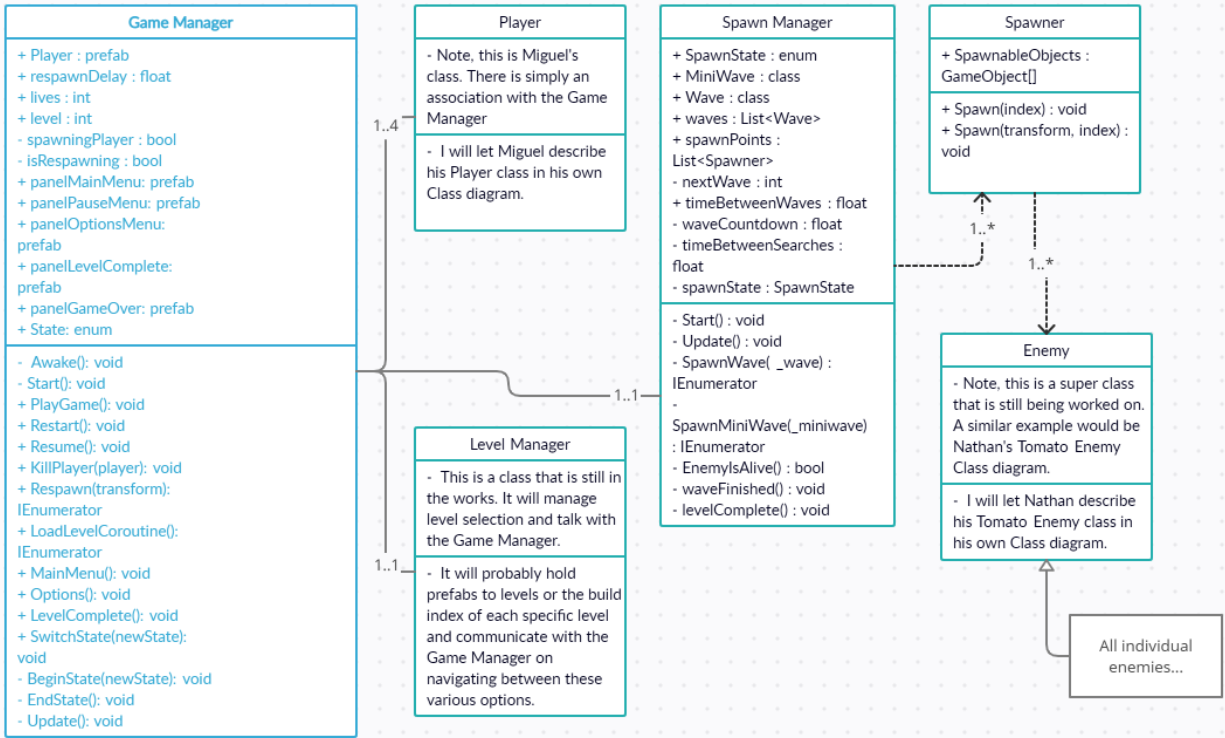 Game Manager
+ Player : prefab
+ respawnDelay : float
+ lives : int
+ level : int
- spawningPlayer : bool
- isRespawning : bool
+ panelMainMenu: prefab
+ panelPauseMenu: prefab
+ panelOptionsMenu:
prefab
+ panelLevelComplete:
prefab
+ panelGameOver: prefab
+ State: enum
- Awake(): void
- Start(): void
+ PlayGame(): void
+ Restart(): void
+ Resume(): void
+ KillPlayer(player): void
+ Respawn(transform):
IEnumerator
+ LoadLevelCoroutine():
IEnumerator
+ MainMenu(): void
+ Options(): void
+ LevelComplete(): void
+ SwitchState(newState):
void
- BeginState(newState): void
- EndState(): void
- Update(): void
1..4
1..1
1..1
Player
- Note, this is Miguel's
class. There is simply an
association with the Game
Manager
- I will let Miguel describe
his Player class in his own
Class diagram.
Level Manager
- This is a class that is still in
the works. It will manage
level selection and talk with
the Game Manager.
- It will probably hold
prefabs to levels or the build
index of each specific level
and communicate with the
Game Manager on
navigating between these
various options.
Spawn Manager
+ SpawnState : enum
+ MiniWave : class
+ Wave : class
+ waves : List<Wave>
+ spawnPoints :
List<Spawner>
- nextWave : int
+ timeBetweenWaves : float
- waveCountdown : float
- timeBetweenSearches :
float
- spawnState : SpawnState
- Start() : void
- Update() : void
- SpawnWave( _wave) :
IEnumerator
-
SpawnMiniWave(_miniwave)
: IEnumerator
- EnemyIsAlive() : bool
- waveFinished() : void
- levelComplete() : void
Spawner
+ SpawnableObjects :
GameObject[]
+ Spawn(index) : void
+ Spawn(transform, index) :
void
1..*
1..*
Enemy
- Note, this is a super class
that is still being worked on.
A similar example would be
Nathan's Tomato Enemy
Class diagram.
- I will let Nathan describe
his Tomato Enemy class in
his own Class diagram.
All individual
enemies...